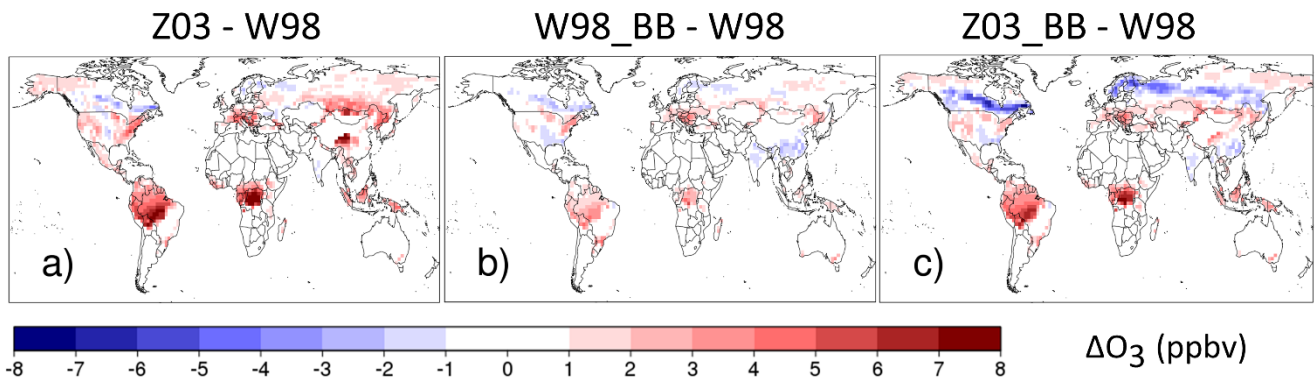 Z03 - W98
W98_BB - W98
Z03_BB - W98
a)
b)
c)
-8 -7 -6 -5 -4 -3 -2 -1 0 1 2 3 4 5 6 7 8
ΔO₃ (ppbv)